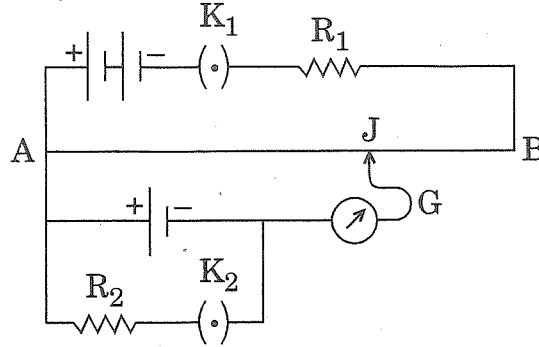 + − K₁ R₁
A J B
+ − G
R₂ K₂